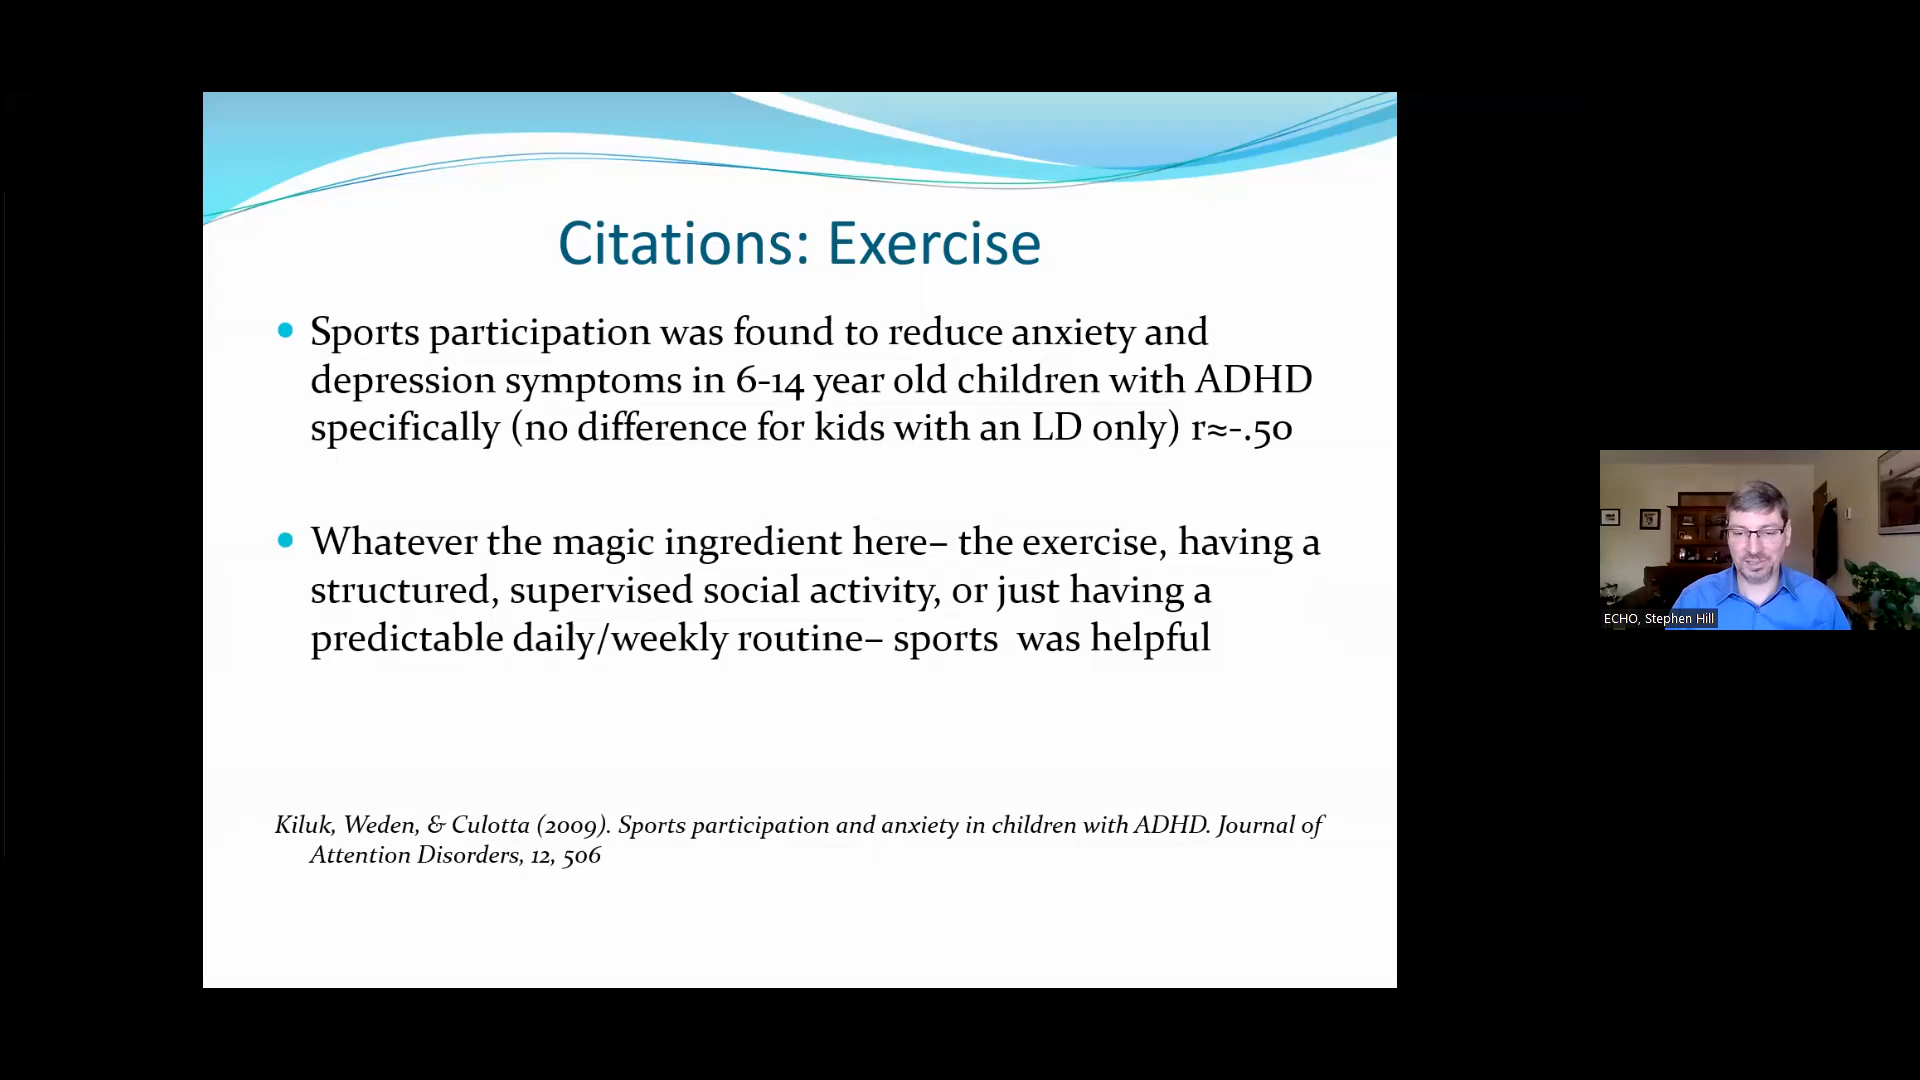 Citations: Exercise
• Sports participation was found to reduce anxiety and
depression symptoms in 6-14 year old children with ADHD
specifically (no difference for kids with an LD only) r≈-.50
• Whatever the magic ingredient here– the exercise, having a
structured, supervised social activity, or just having a
predictable daily/weekly routine– sports  was helpful
Kiluk, Weden, & Culotta (2009). Sports participation and anxiety in children with ADHD. Journal of
Attention Disorders, 12, 506
ECHO, Stephen Hill